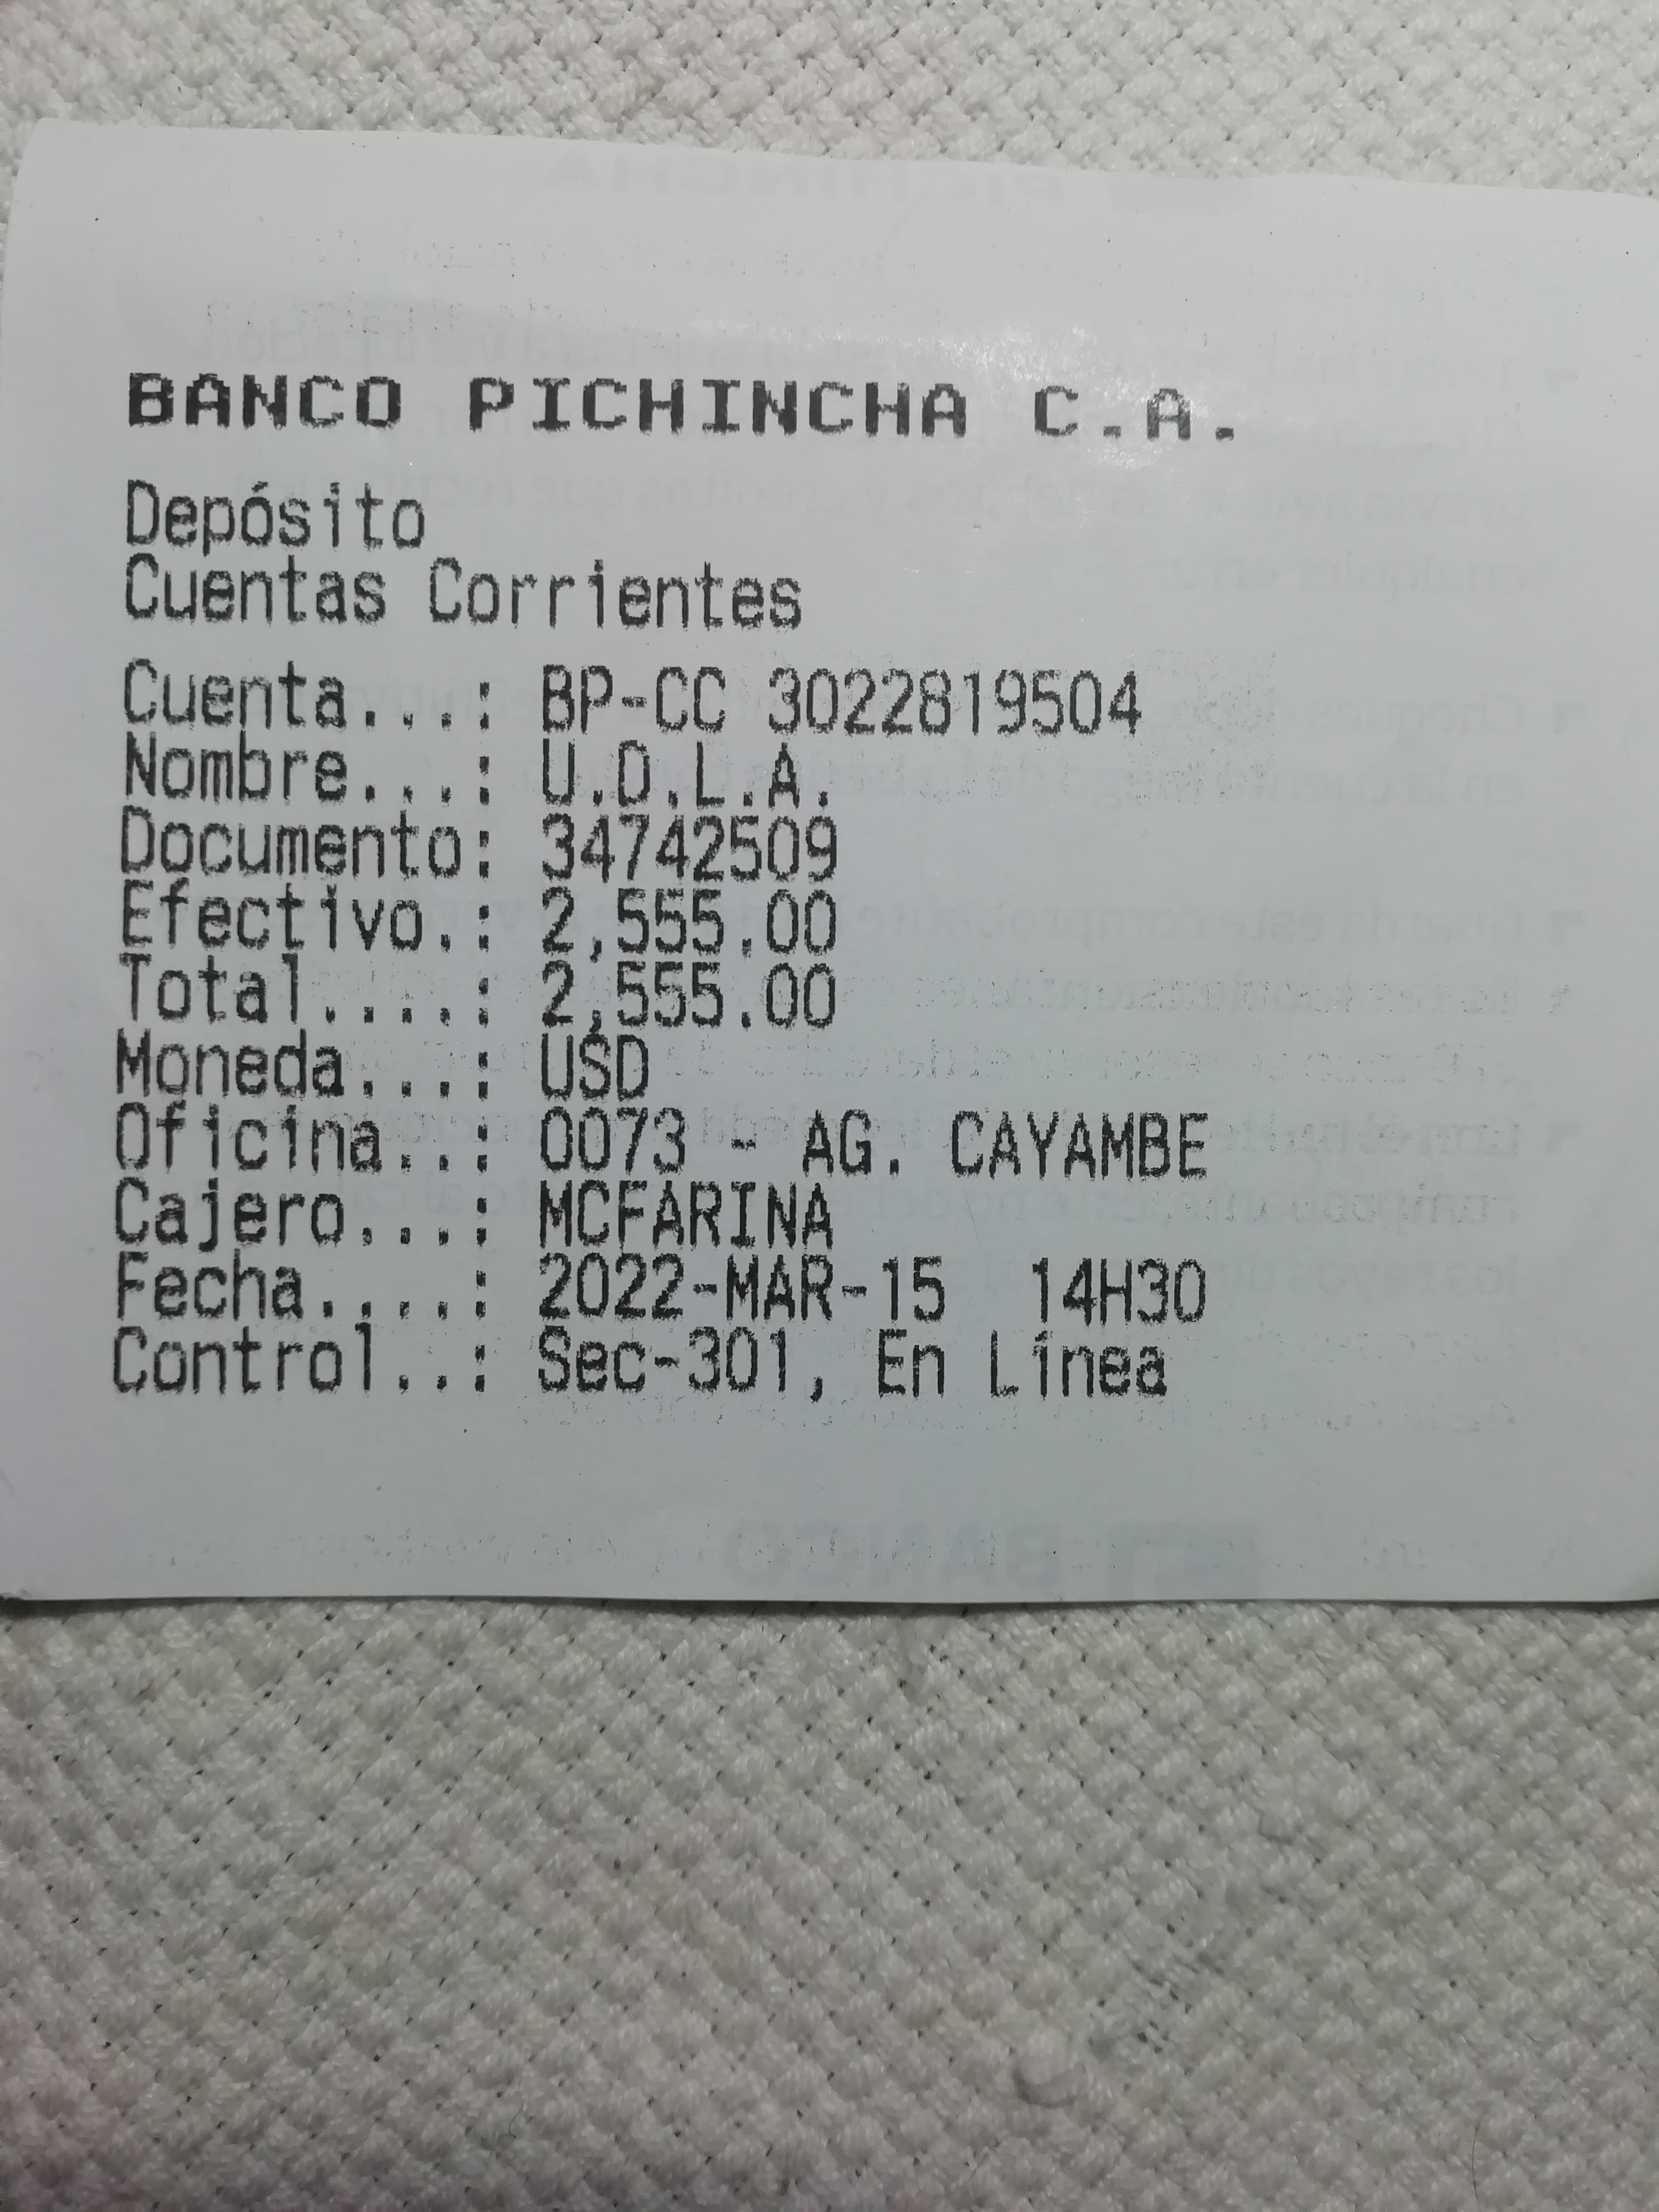 BANCO PICHINCHA C.A.
Depósito
Cuentas Corrientes
Cuenta...: BP-CC 3022819504
Nombre...: U.D.L.A.
Documento: 34742509
Efectivo.: 2,555.00
Total....: 2,555.00
Moneda...: USD
Oficina..: 0073 - AG. CAYAMBE
Cajero...: MCFARINA
Fecha....: 2022-MAR-15 14H30
Control..: Sec-301, En Línea